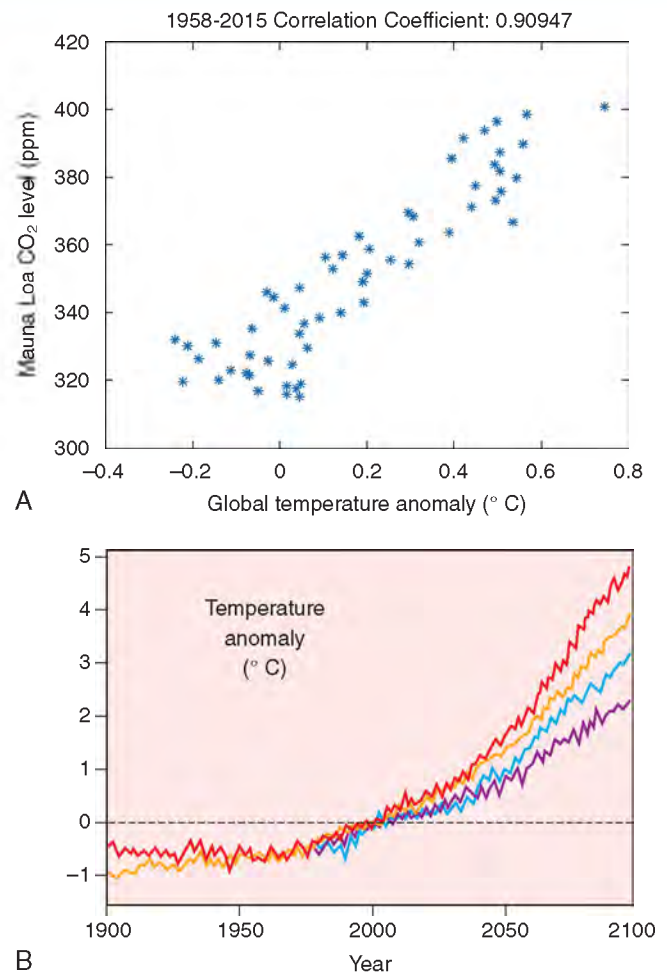 1958-2015 Correlation Coefficient: 0.90947
420
400
380
360
340
320
300
Mauna Loa CO₂ level (ppm)
–0.4
–0.2
0
0.2
0.4
0.6
0.8
Global temperature anomaly (° C)
A
5
4
3
2
1
0
–1
Temperature
anomaly
(° C)
1900
1950
2000
2050
2100
Year
B